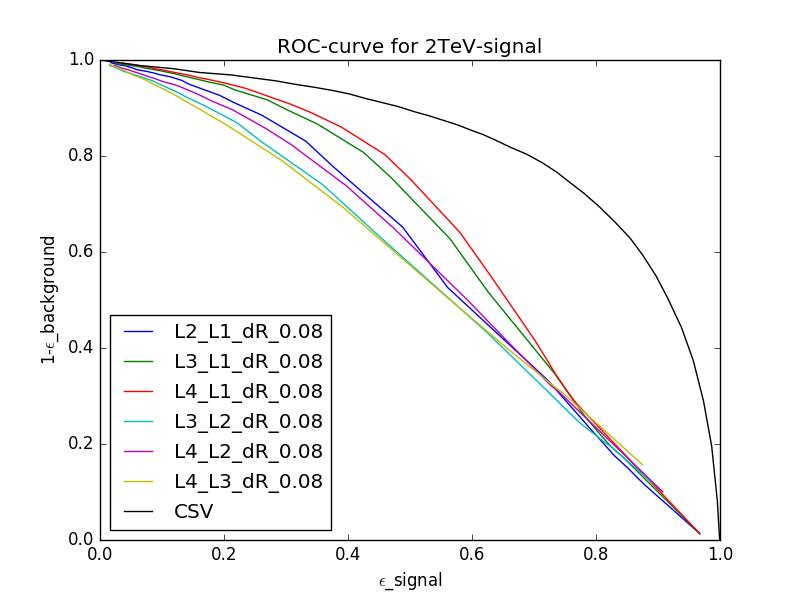 ROC-curve for 2TeV-signal
1-ϵ_background
1.0
0.8
0.6
0.4
0.2
0.0
L2_L1_dR_0.08
L3_L1_dR_0.08
L4_L1_dR_0.08
L3_L2_dR_0.08
L4_L2_dR_0.08
L4_L3_dR_0.08
CSV
0.0 0.2 0.4 0.6 0.8 1.0
ϵ_signal